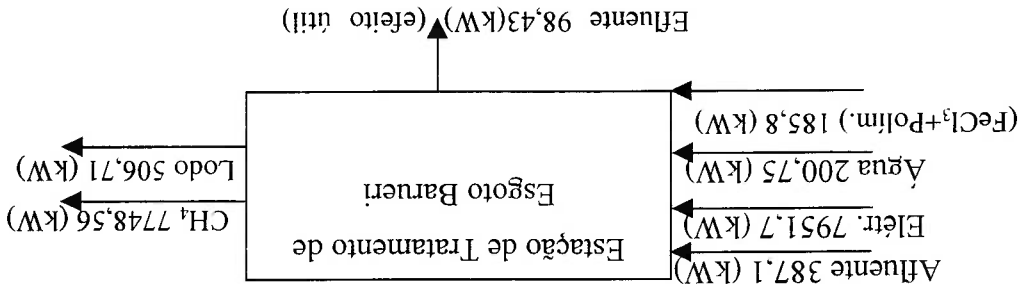 Afluente 387.1 (kW)
Elétr. 7951,7 (kW)
Água 200,75 (kW)
(FeCl₃+Polím.) 185,8 (kW)
Estação de Tratamento de
Esgoto Barueri
CH₄ 7748,56 (kW)
Lodo 506,71 (kW)
Efluente 98,43(kW) (efeito útil)